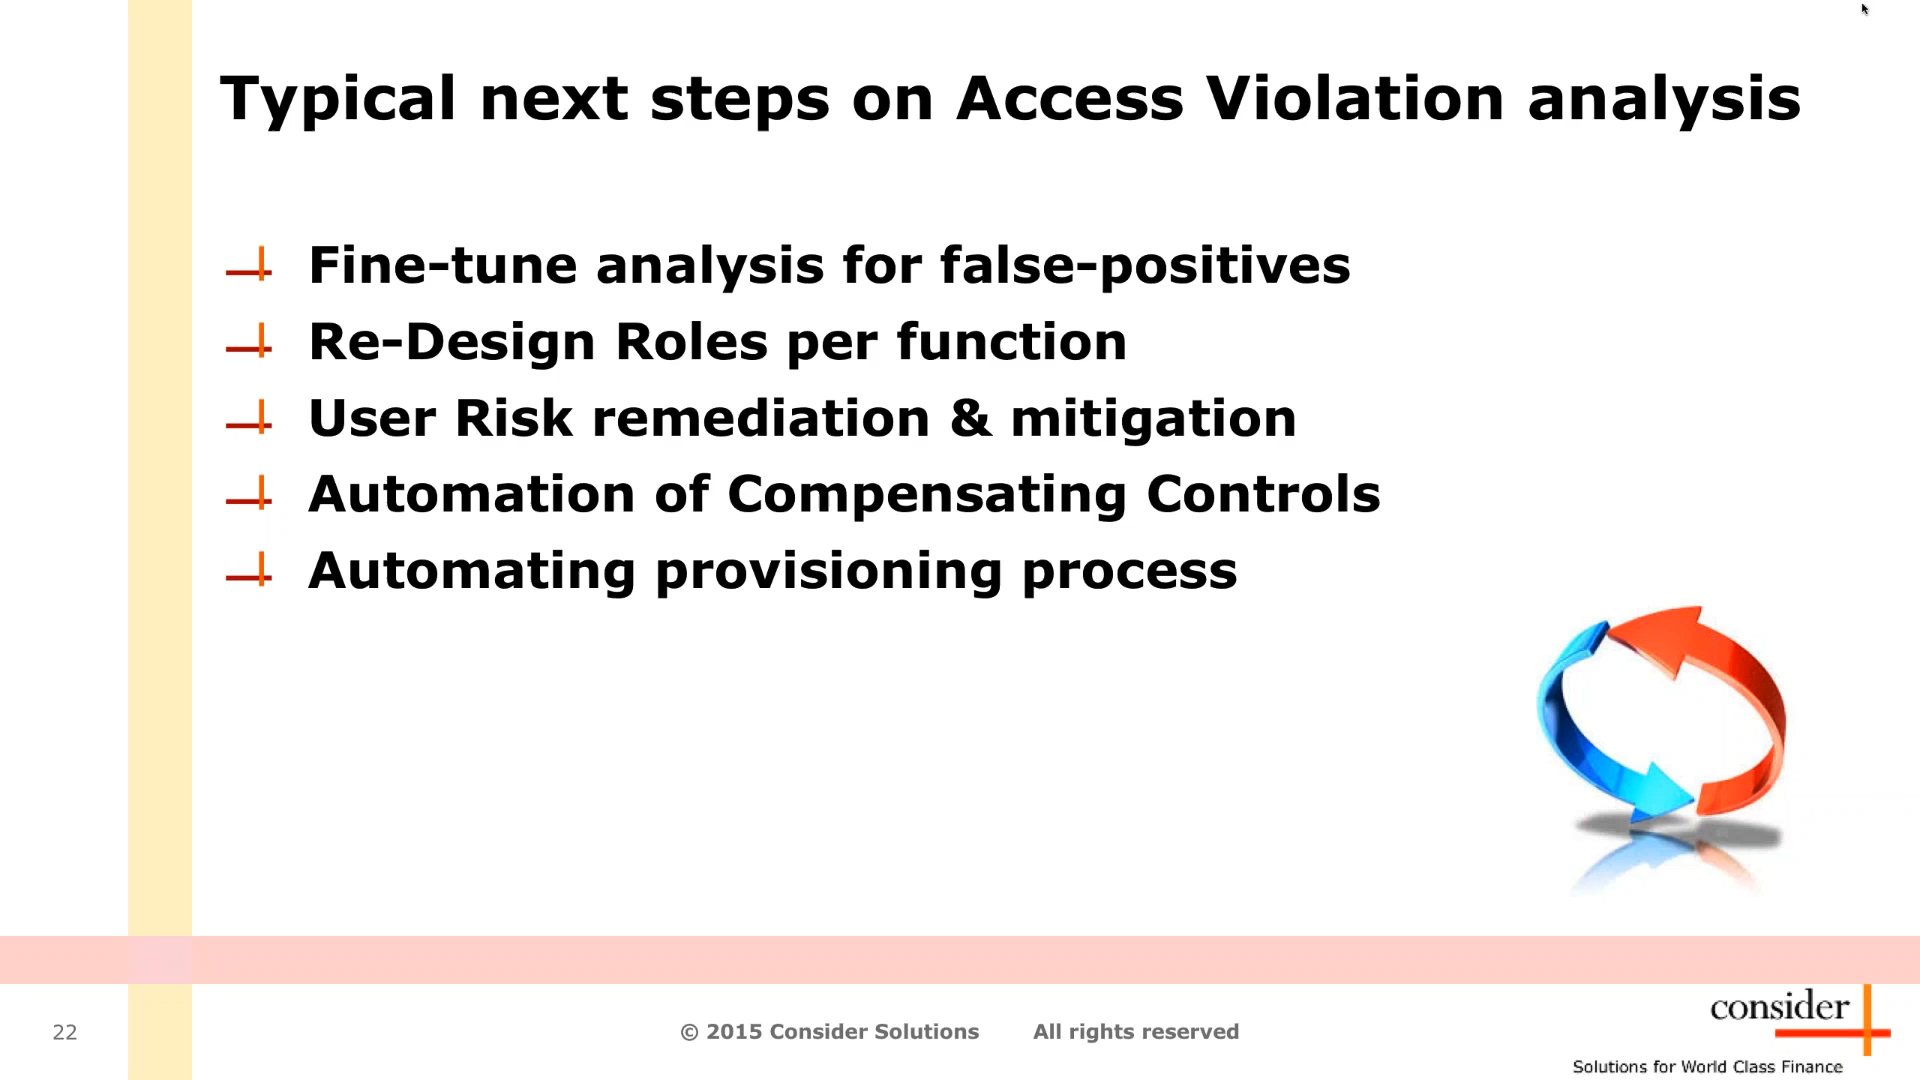 Typical next steps on Access Violation analysis
Fine-tune analysis for false-positives
Re-Design Roles per function
User Risk remediation & mitigation
Automation of Compensating Controls
Automating provisioning process
22
© 2015 Consider Solutions All rights reserved
consider
Solutions for World Class Finance